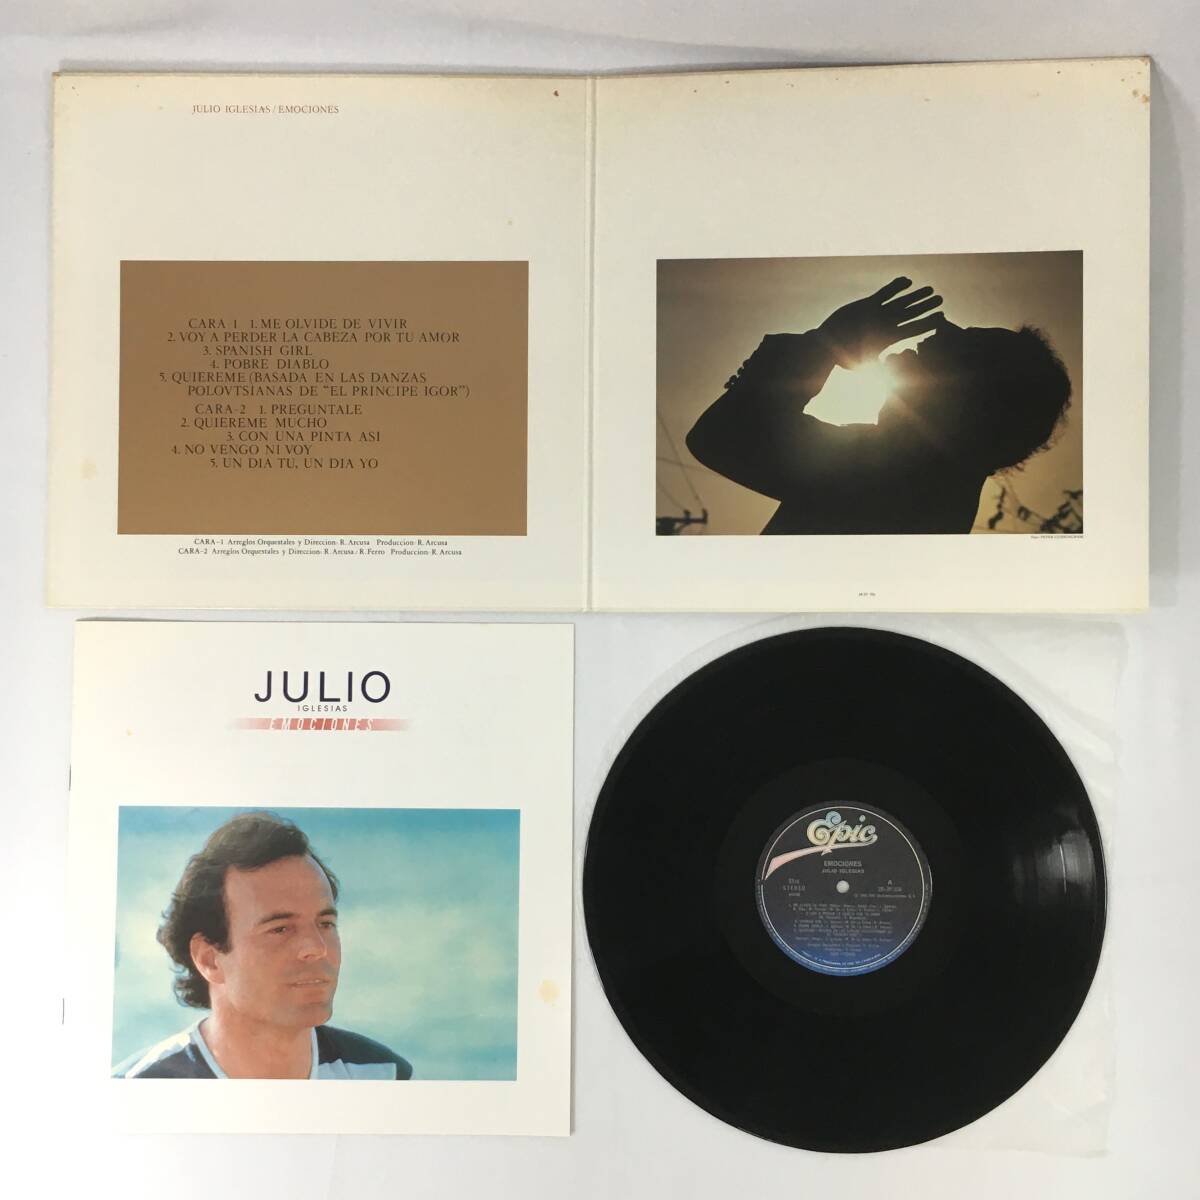 JULIO IGLESIAS / EMOCIONES
CARA 1 1. ME OLVIDE DE VIVIR
2. VOY A PERDER LA CABEZA POR TU AMOR
3. SPANISH GIRL
4. POBRE DIABLO
5. QUIEREME (BASADA EN LAS DANZAS
POLOVTSIANAS DE "EL PRINCIPE IGOR")
CARA-2 1. PREGUNTALE
2. QUIEREME MUCHO
3. CON UNA PINTA ASI
4. NO VENGO NI VOY
5. UN DIA TU, UN DIA YO
CARA-1 Arreglos Orquestales y Direccion: R. Arcusa Produccion: R. Arcusa
CARA-2 Arreglos Orquestales y Direccion: R. Arcusa/R. Ferro Produccion: R. Arcusa
JULIO
IGLESIAS
EMOCIONES
Epic
EMOCIONES
JULIO IGLESIAS
STEREO
A